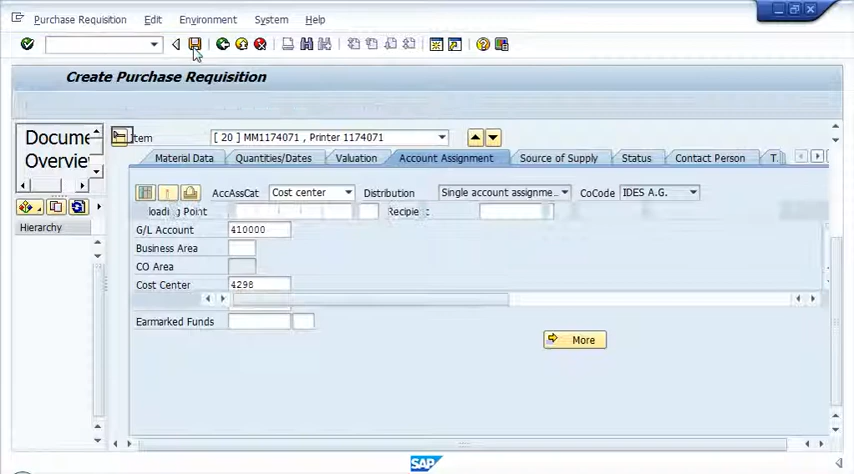 Purchase Requisition Edit Environment System Help
Create Purchase Requisition
Docume
Overvie
Item [ 20 ] MM1174071 , Printer 1174071
Material Data Quantities/Dates Valuation Account Assignment Source of Supply Status Contact Person T.
AccAssCat Cost center Distribution Single account assignme... CoCode IDES A.G.
Hierarchy
G/L Account 410000
Business Area
CO Area
Cost Center 4298
Earmarked Funds
More
SAP